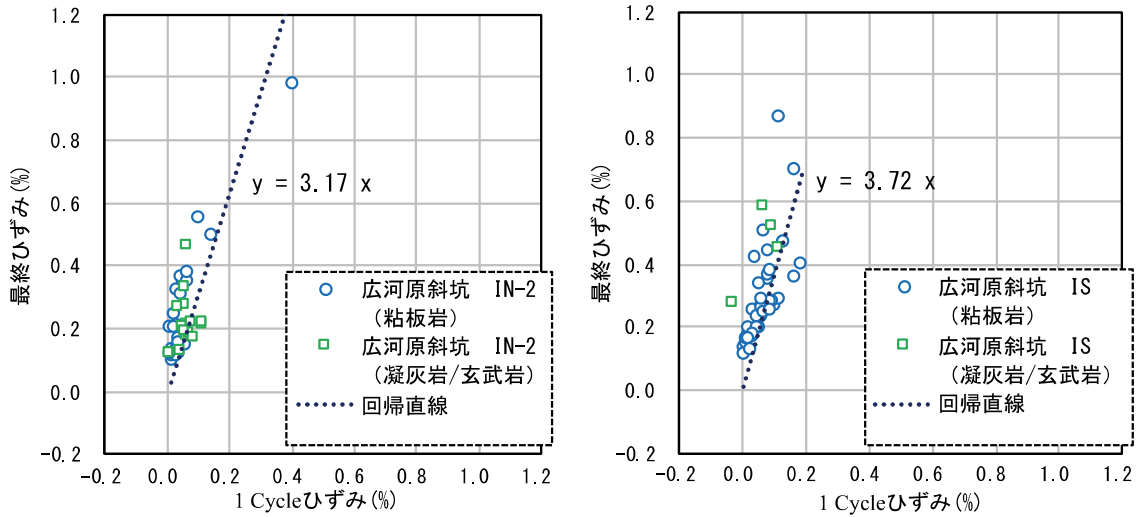 1.2
1.0
0.8
0.6
0.4
0.2
0.0
-0.2
最終ひずみ(%)
y = 3.17 x
広河原斜坑 IN-2
(粘板岩)
広河原斜坑 IN-2
(凝灰岩/玄武岩)
回帰直線
-0.2 0.0 0.2 0.4 0.6 0.8 1.0 1.2
1 Cycleひずみ(%)
1.2
1.0
0.8
0.6
0.4
0.2
0.0
-0.2
最終ひずみ(%)
y = 3.72 x
広河原斜坑 IS
(粘板岩)
広河原斜坑 IS
(凝灰岩/玄武岩)
回帰直線
-0.2 0.0 0.2 0.4 0.6 0.8 1.0 1.2
1 Cycleひずみ(%)